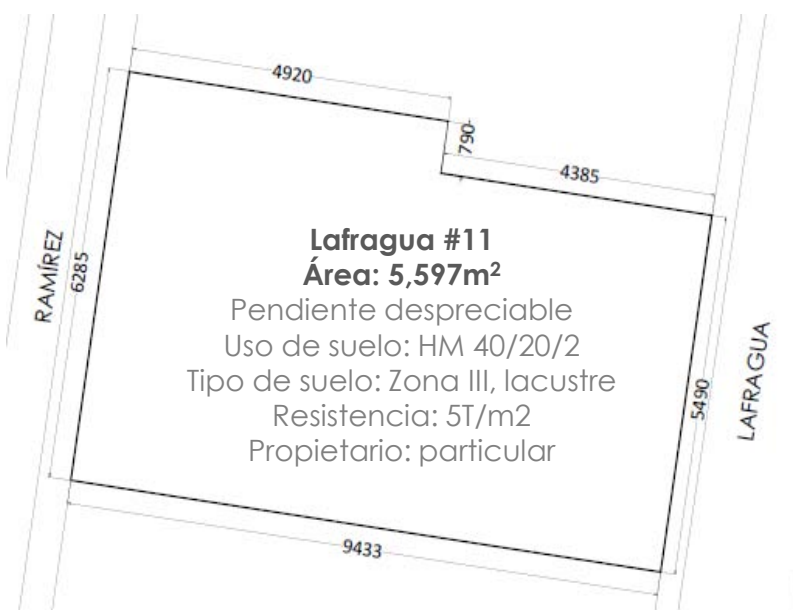 4920
790
4385
Lafragua #11
Área: 5,597m²
Pendiente despreciable
Uso de suelo: HM 40/20/2
Tipo de suelo: Zona III, lacustre
Resistencia: 5T/m2
Propietario: particular
RAMÍREZ
6285
5490
LAFRAGUA
9433